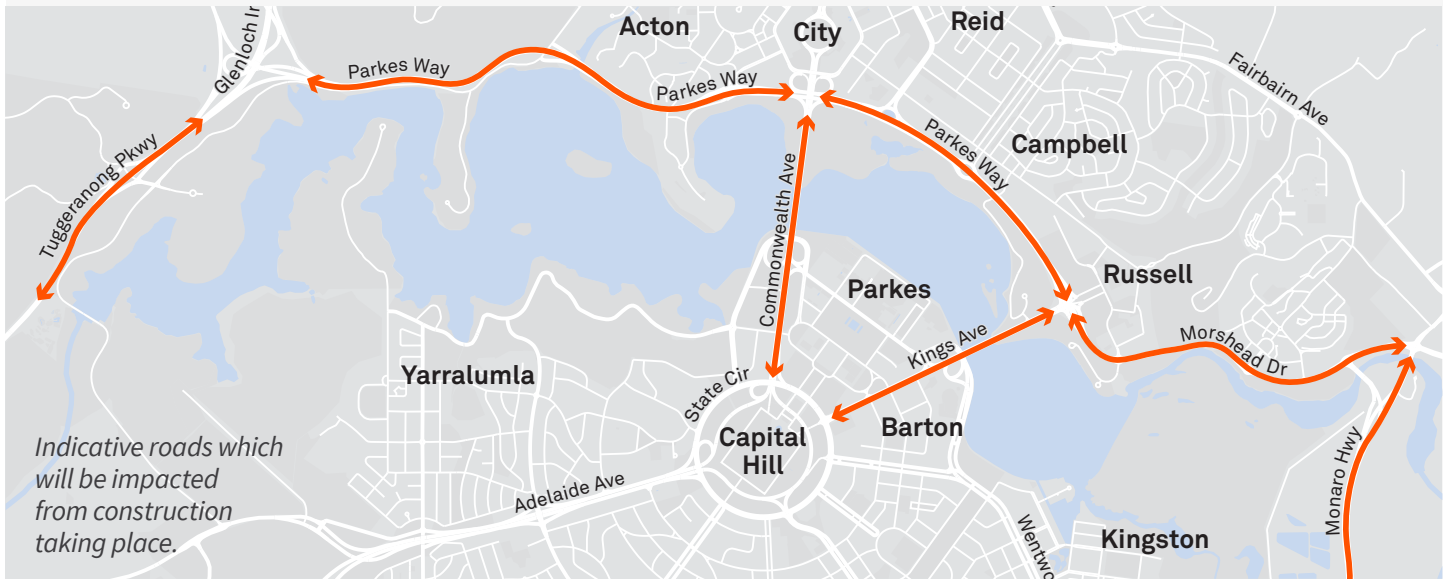 Acton
City
Reid
Glenloch In
Parkes Way
Parkes Way
Fairbairn Ave
Parkes Way
Campbell
Tuggeranong Pkwy
Commonwealth Ave
Russell
Parkes
Kings Ave
Morshead Dr
Yarralumla
State Cir
Barton
Capital
Hill
Indicative roads which
will be impacted
from construction
taking place.
Adelaide Ave
Monaro Hwy
Wentwo
Kingston